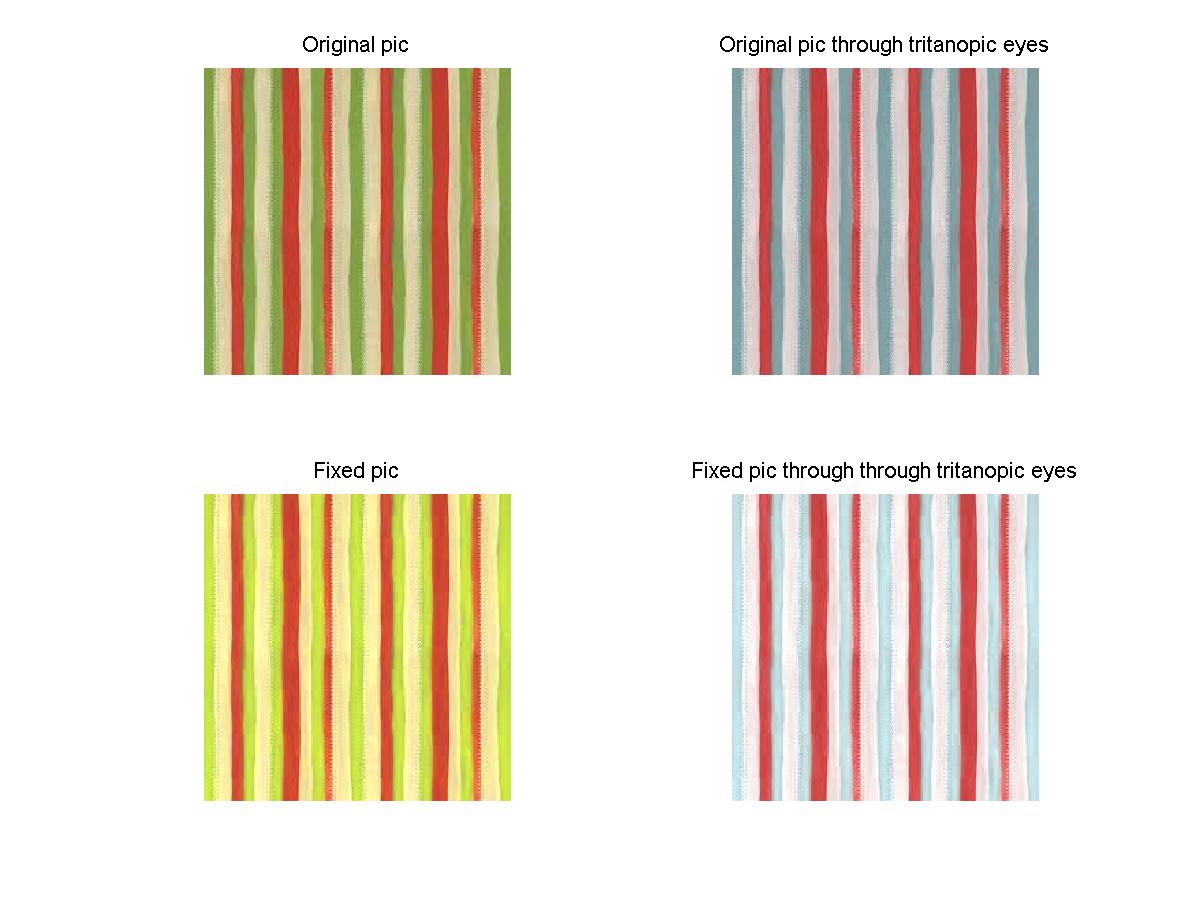 Original pic
Original pic through tritanopic eyes
Fixed pic
Fixed pic through through tritanopic eyes